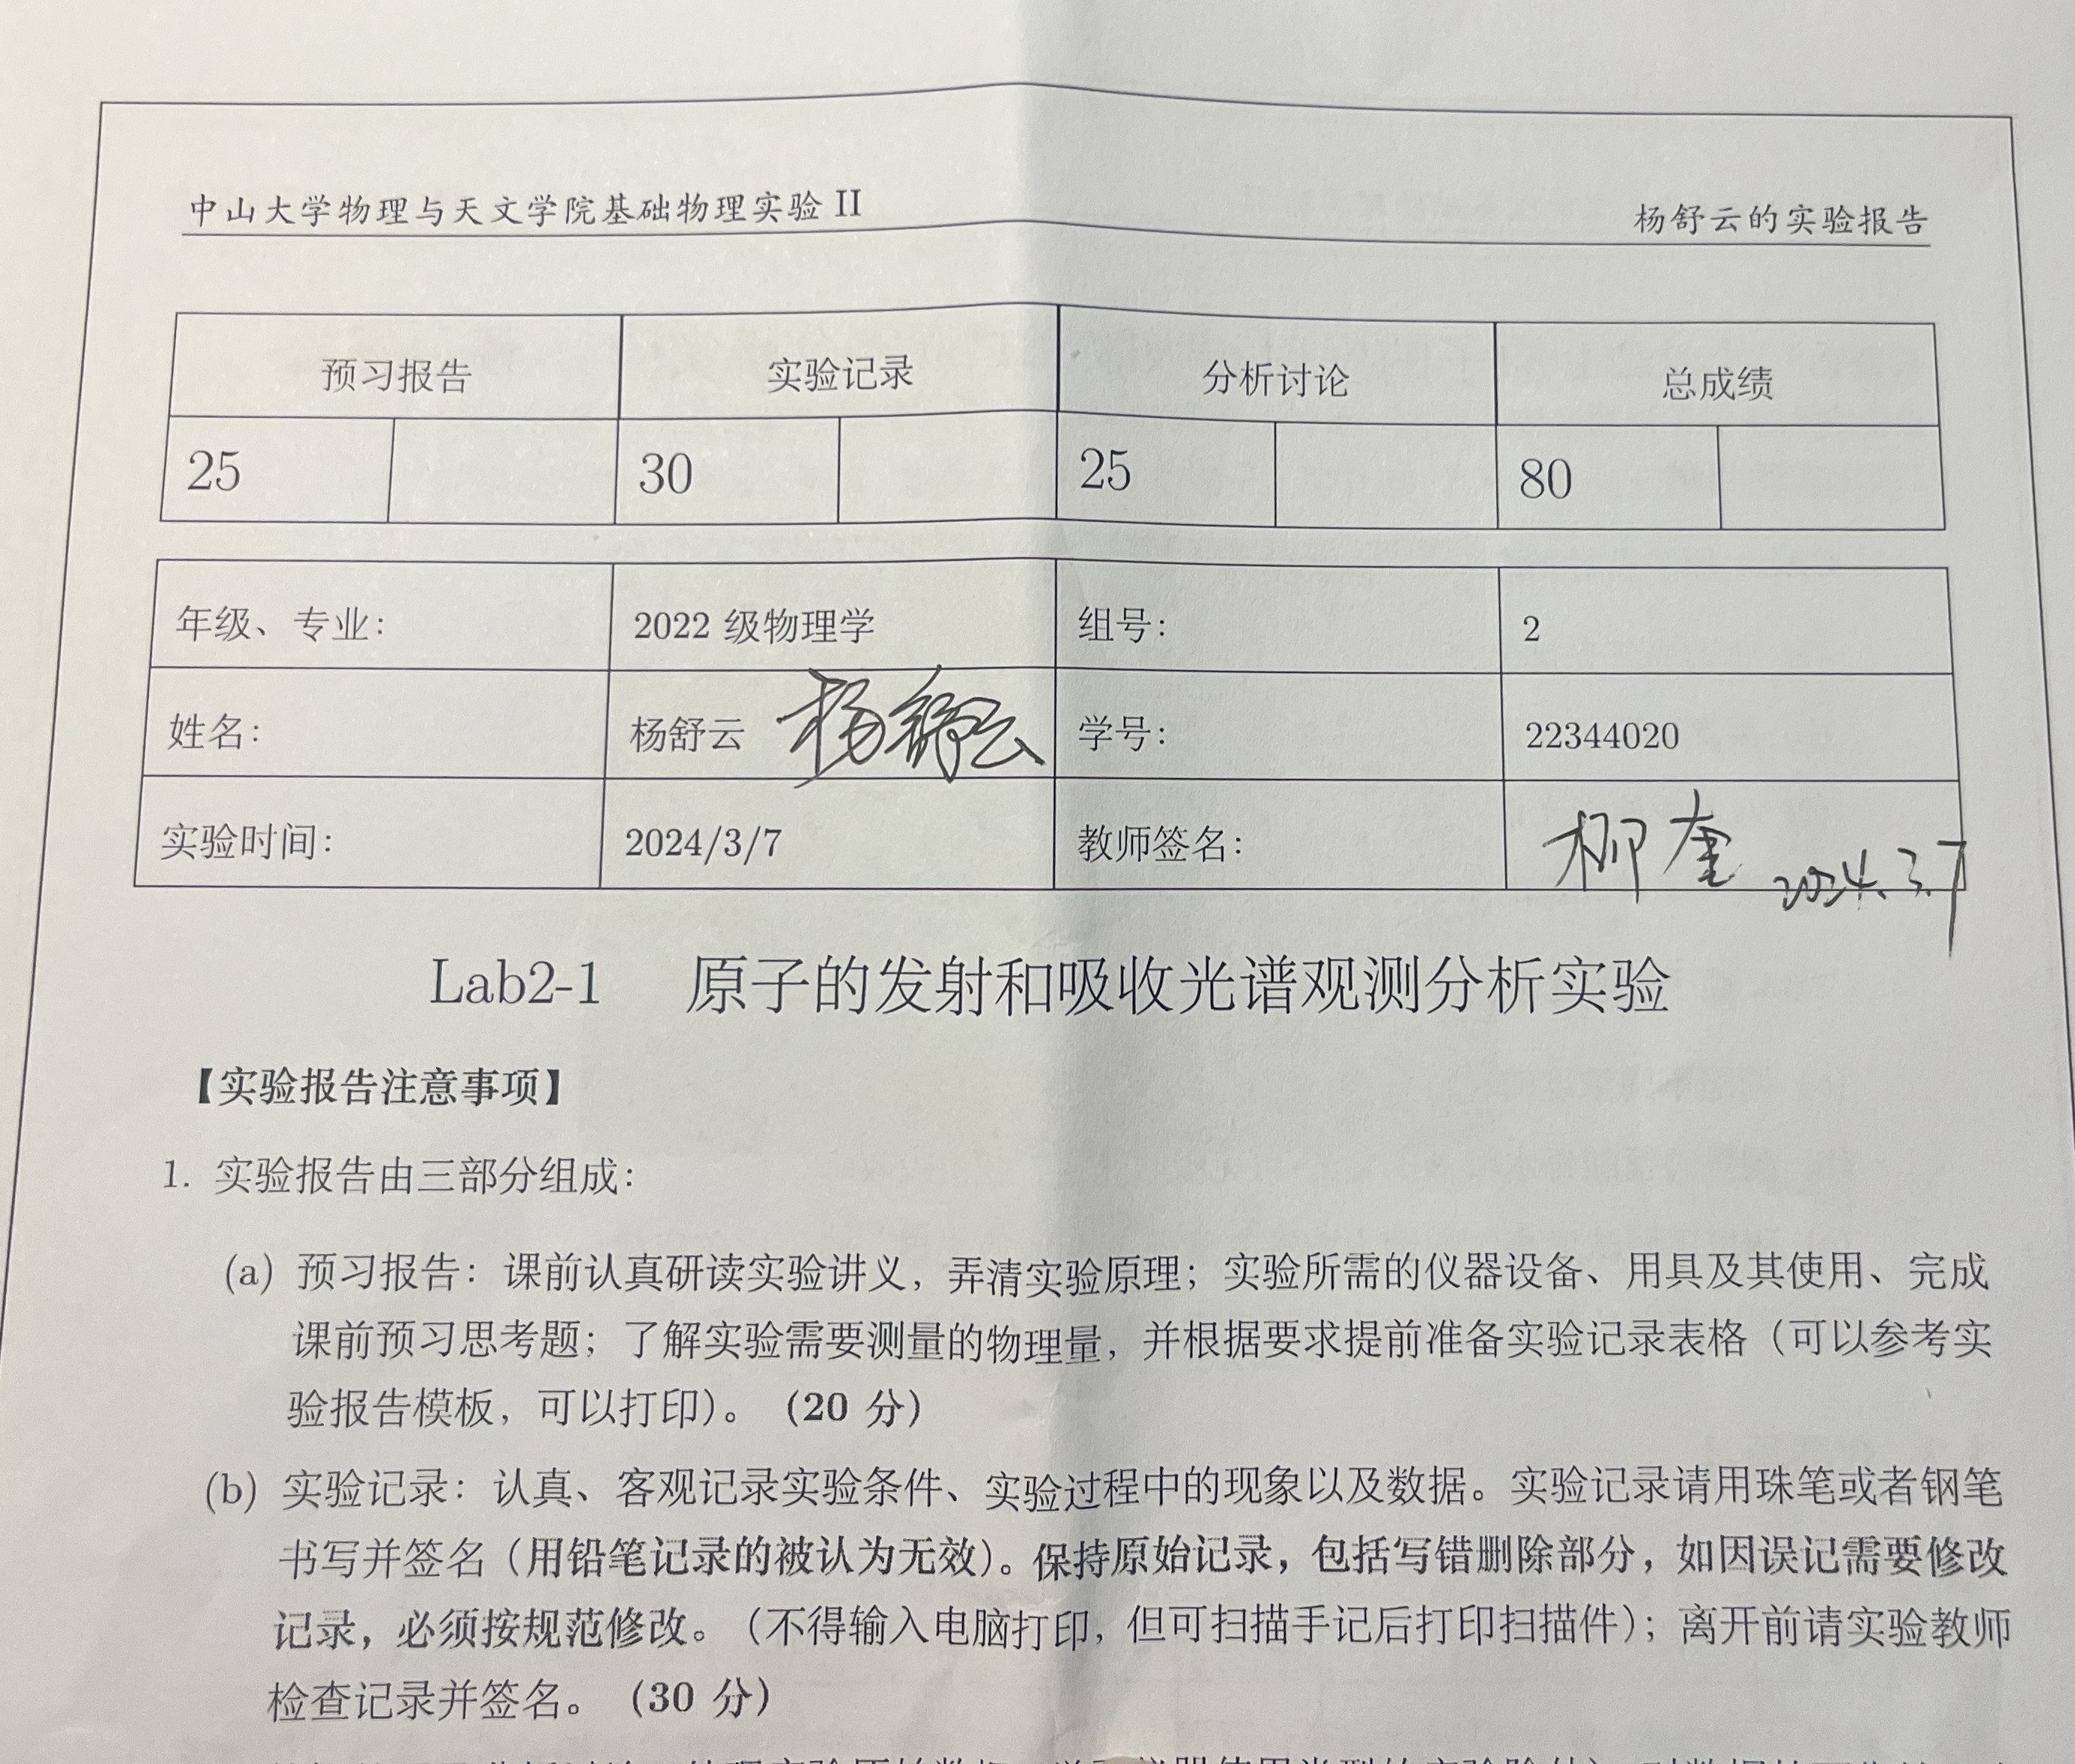 中山大学物理与天文学院基础物理实验 II 杨舒云的实验报告
预习报告 实验记录 分析讨论 总成绩
25 30 25 80
年级、专业： 2022 级物理学 组号： 2
姓名： 杨舒云 杨舒云 学号： 22344020
实验时间： 2024/3/7 教师签名： 柳奎 2024.3.7
Lab2-1 原子的发射和吸收光谱观测分析实验
【实验报告注意事项】
1. 实验报告由三部分组成：
(a) 预习报告：课前认真研读实验讲义，弄清实验原理；实验所需的仪器设备、用具及其使用、完成
课前预习思考题；了解实验需要测量的物理量，并根据要求提前准备实验记录表格（可以参考实
验报告模板，可以打印）。（20 分）
(b) 实验记录：认真、客观记录实验条件、实验过程中的现象以及数据。实验记录请用珠笔或者钢笔
书写并签名（用铅笔记录的被认为无效）。保持原始记录，包括写错删除部分，如因误记需要修改
记录，必须按规范修改。（不得输入电脑打印，但可扫描手记后打印扫描件）；离开前请实验教师
检查记录并签名。（30 分）